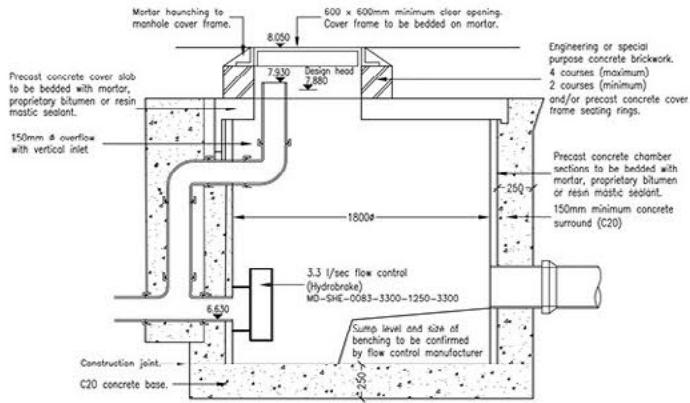 Mortar haunching to
manhole cover frame.
600 x 600mm minimum clear opening.
Cover frame to be bedded on mortar.
8.050
Engineering or special
purpose concrete brickwork.
4 courses (maximum)
2 courses (minimum)
and/or precast concrete cover
frame seating rings.
7.930
Design head
7.880
Precast concrete cover slab
to be bedded with mortar,
proprietary bitumen or resin
mastic sealant.
150mm ø overflow
with vertical inlet
Precast concrete chamber
sections to be bedded with
mortar, proprietary bitumen
or resin mastic sealant.
250
150mm minimum concrete
surround (C20)
1800ø
3.3 l/sec flow control
(Hydrobrake)
MD-SHE-0083-3300-1250-3300
6.630
Sump level and size of
benching to be confirmed
by flow control manufacturer
Construction joint.
C20 concrete base.
250